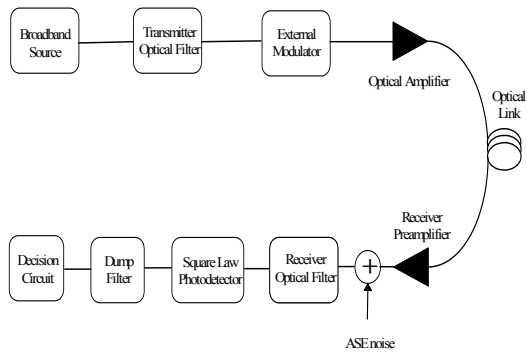 Broadband
Source
Transmitter
Optical Filter
External
Modulator
Optical Amplifier
Optical
Link
Receiver
Preamplifier
Decision
Circuit
Dump
Filter
Square Law
Photodetector
Receiver
Optical Filter
+
ASE noise